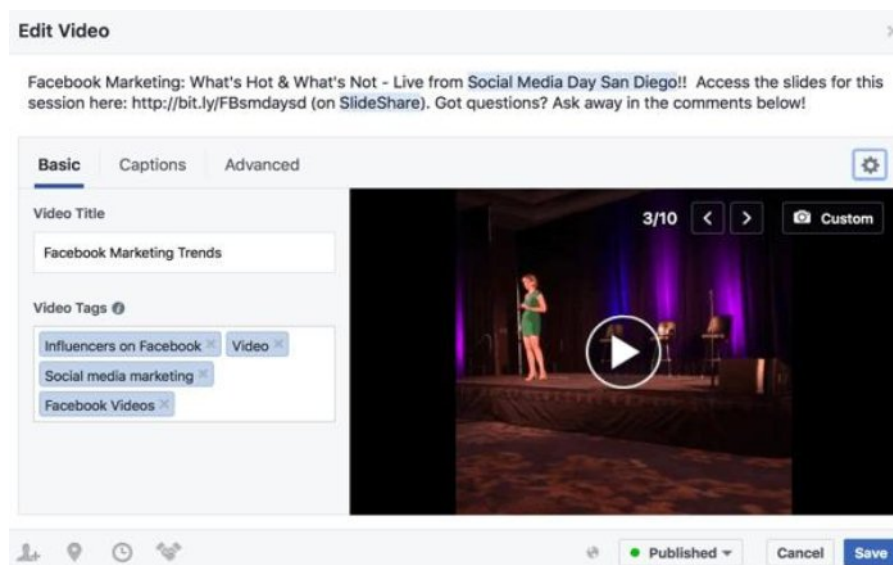 Edit Video
Facebook Marketing: What's Hot & What's Not - Live from Social Media Day San Diego!! Access the slides for this
session here: http://bit.ly/FBsmdaysd (on SlideShare). Got questions? Ask away in the comments below!
Basic Captions Advanced
Video Title
Facebook Marketing Trends
Video Tags
Influencers on Facebook Video
Social media marketing
Facebook Videos
3/10 Custom
Published Cancel Save